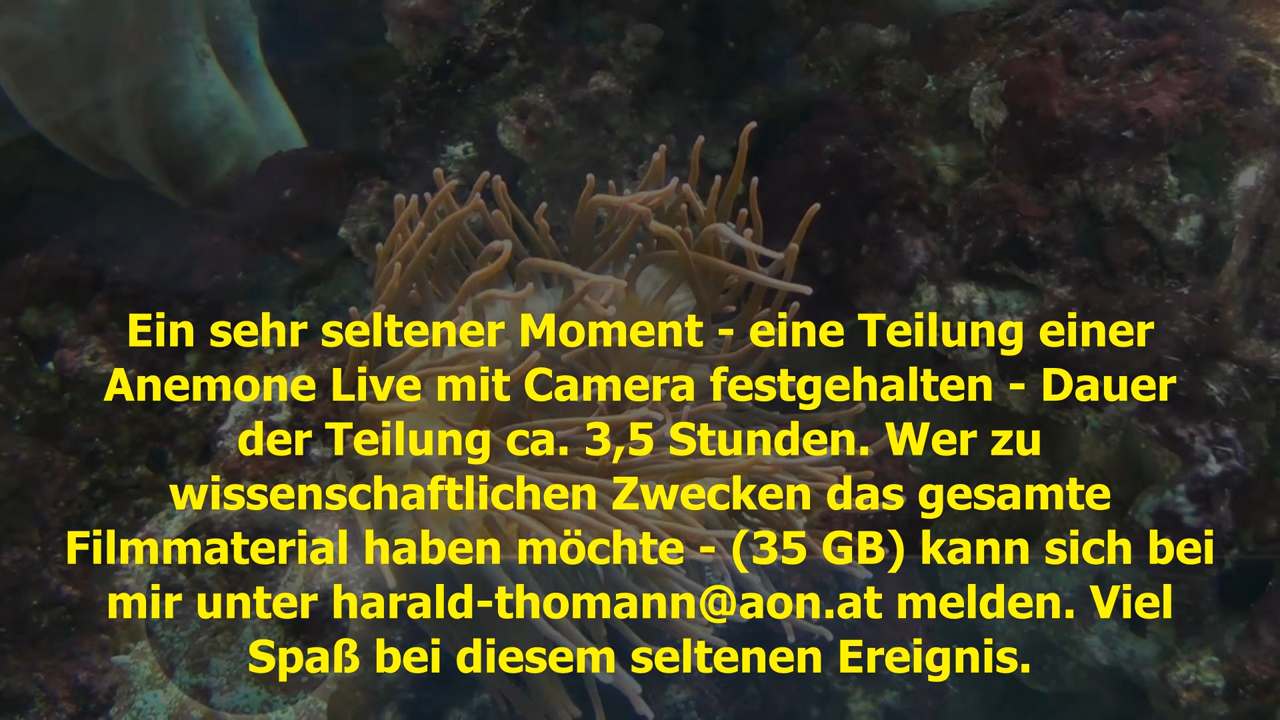 Ein sehr seltener Moment - eine Teilung einer
Anemone Live mit Camera festgehalten - Dauer
der Teilung ca. 3,5 Stunden. Wer zu
wissenschaftlichen Zwecken das gesamte
Filmmaterial haben möchte - (35 GB) kann sich bei
mir unter harald-thomann@aon.at melden. Viel
Spaß bei diesem seltenen Ereignis.